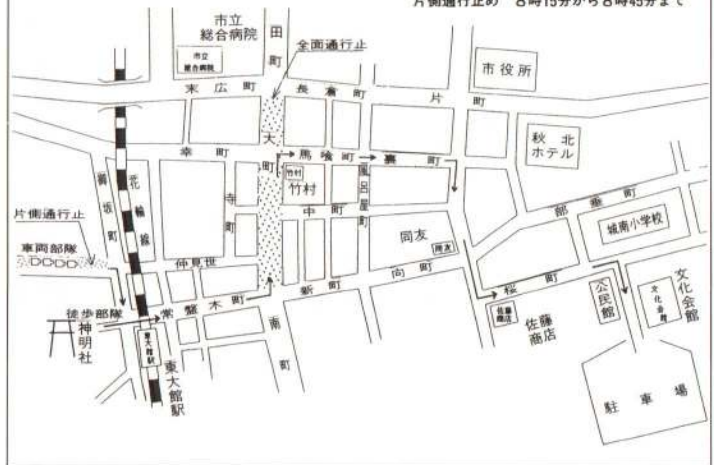 片側通行止め 8時15分から8時45分まで
市立
総合病院
市立
総合病院
田町
全面通行止
市役所
末広町
長倉町
片町
大町
幸町
馬喰町
裏町
秋北
ホテル
御坂町
花輪線
寺町
竹村
竹村
風呂屋町
中町
部垂町
城南小学校
片側通行止
車両部隊
同友
同友
仲見世
向町
新町
桜町
公民館
文化会館
文化会館
徒歩部隊
常盤木町
神明社
東大館駅
東大館駅
南町
佐藤
商店
佐藤
商店
駐車場